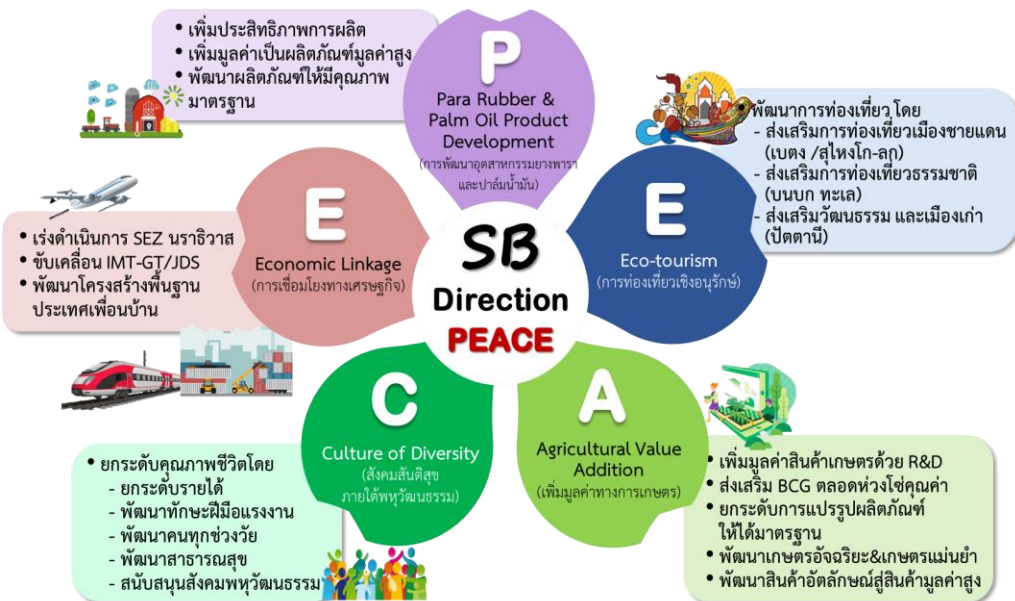 • เพิ่มประสิทธิภาพการผลิต
• เพิ่มมูลค่าเป็นผลิตภัณฑ์มูลค่าสูง
• พัฒนาผลิตภัณฑ์ให้มีคุณภาพ
มาตรฐาน
P
Para Rubber &
Palm Oil Product
Development
(การพัฒนาอุตสาหกรรมยางพารา
และปาล์มน้ำมัน)
พัฒนาการท่องเที่ยว โดย
- ส่งเสริมการท่องเที่ยวเมืองชายแดน
(เบตง /สุไหงโก-ลก)
- ส่งเสริมการท่องเที่ยวธรรมชาติ
(บนบก ทะเล)
- ส่งเสริมวัฒนธรรม และเมืองเก่า
(ปัตตานี)
E
Eco-tourism
(การท่องเที่ยวเชิงอนุรักษ์)
E
Economic Linkage
(การเชื่อมโยงทางเศรษฐกิจ)
• เร่งดำเนินการ SEZ นราธิวาส
• ขับเคลื่อน IMT-GT/JDS
• พัฒนาโครงสร้างพื้นฐาน
ประเทศเพื่อนบ้าน
SB
Direction
PEACE
C
Culture of Diversity
(สังคมสันติสุข
ภายใต้พหุวัฒนธรรม)
• ยกระดับคุณภาพชีวิตโดย
- ยกระดับรายได้
- พัฒนาทักษะฝีมือแรงงาน
- พัฒนาคนทุกช่วงวัย
- พัฒนาสาธารณสุข
- สนับสนุนสังคมพหุวัฒนธรรม
A
Agricultural Value
Addition
(เพิ่มมูลค่าทางการเกษตร)
• เพิ่มมูลค่าสินค้าเกษตรด้วย R&D
• ส่งเสริม BCG ตลอดห่วงโซ่คุณค่า
• ยกระดับการแปรรูปผลิตภัณฑ์
ให้ได้มาตรฐาน
• พัฒนาเกษตรอัจฉริยะ&เกษตรแม่นยำ
• พัฒนาสินค้าอัตลักษณ์สู่สินค้ามูลค่าสูง